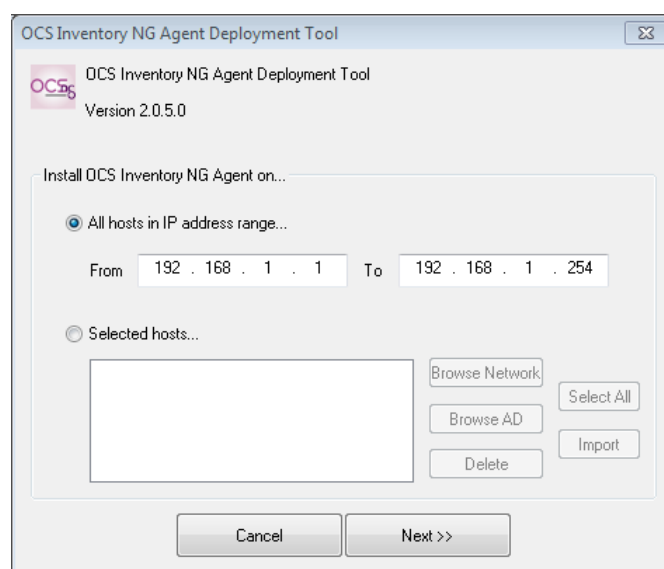 OCS Inventory NG Agent Deployment Tool
OCS Inventory NG Agent Deployment Tool
Version 2.0.5.0
Install OCS Inventory NG Agent on...
All hosts in IP address range...
From 192 . 168 . 1 . 1 To 192 . 168 . 1 . 254
Selected hosts...
Browse Network
Select All
Browse AD
Import
Delete
Cancel Next >>